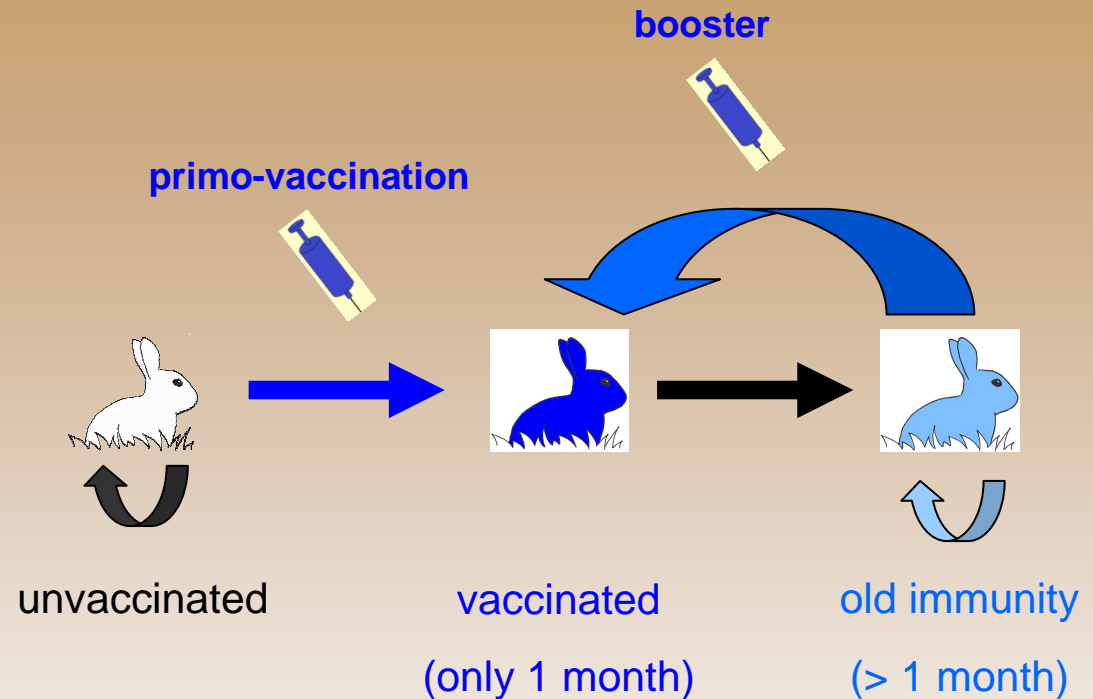 booster
primo-vaccination
unvaccinated
vaccinated
(only 1 month)
old immunity
(> 1 month)